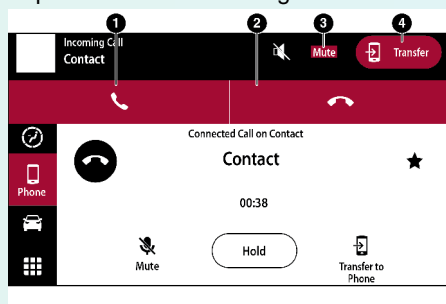 1 2 3 4
Incoming Call
Contact
Mute
Transfer
Connected Call on Contact
Contact
00:38
Phone
Mute
Hold
Transfer to
Phone